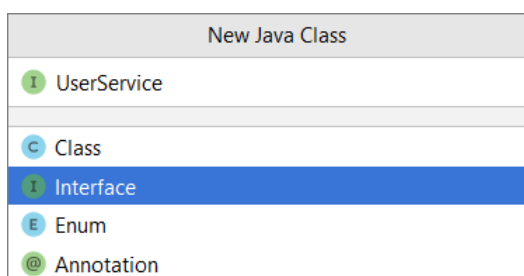 New Java Class
I UserService
C Class
I Interface
E Enum
@ Annotation